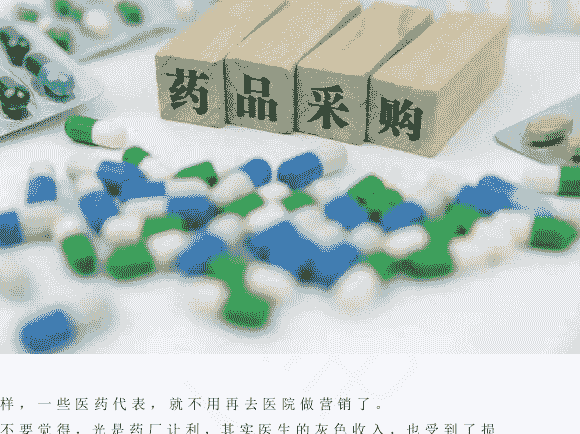 药品采购
样，一些医药代表，就不用再去医院做营销了。
不要觉得，光是药厂让利，其实医生的灰色收入，也受到了损